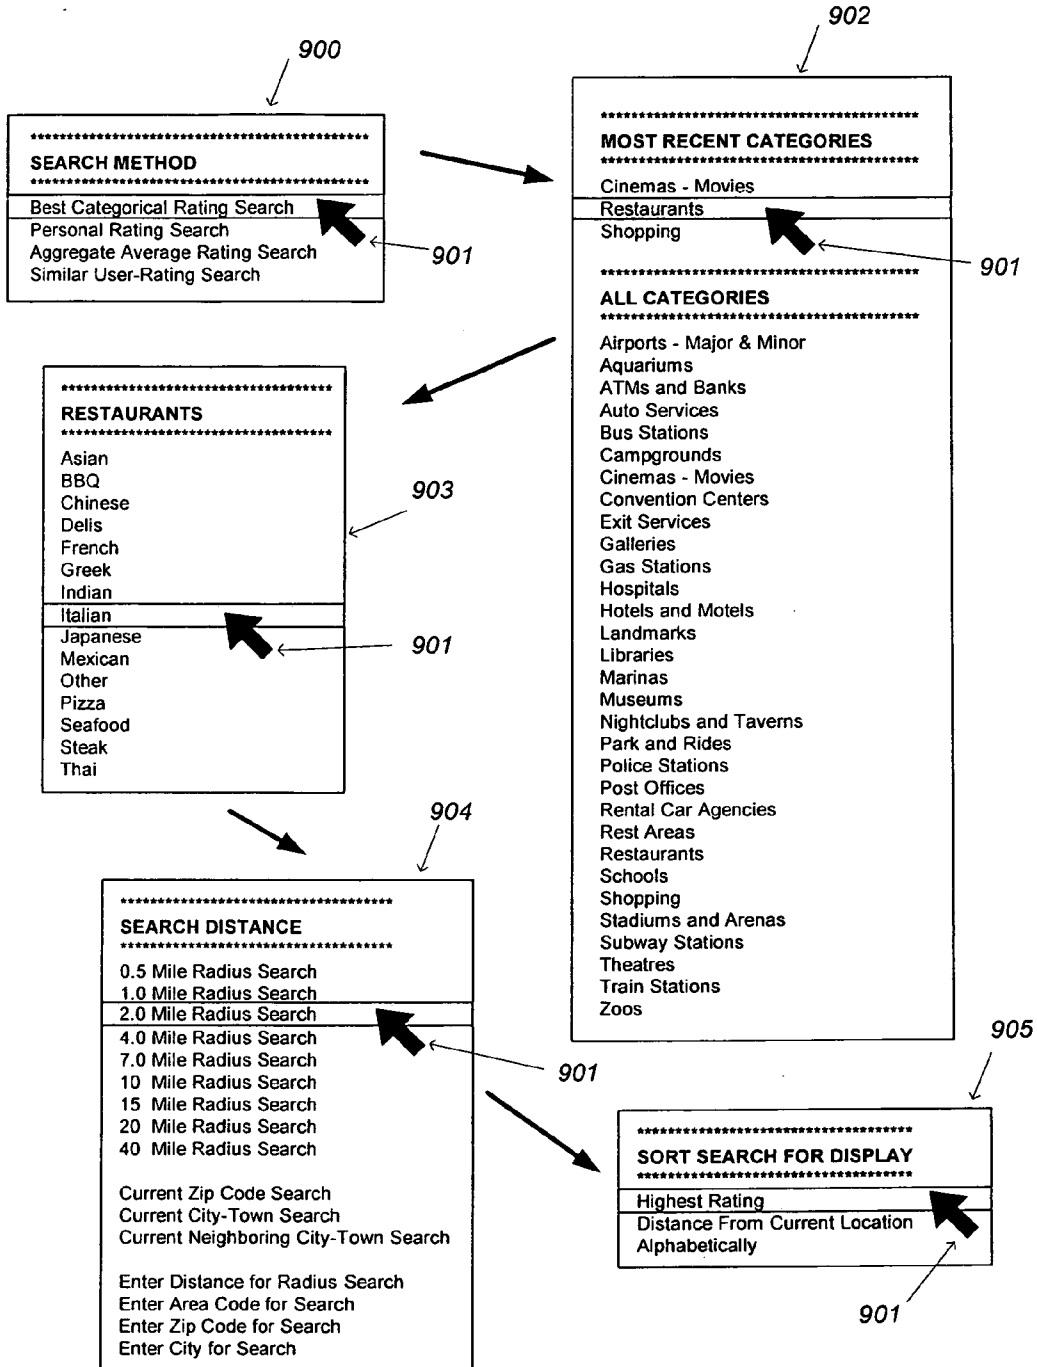 900
********************************************
SEARCH METHOD
********************************************
Best Categorical Rating Search
Personal Rating Search
Aggregate Average Rating Search
Similar User-Rating Search
901
902
******************************************
MOST RECENT CATEGORIES
******************************************
Cinemas - Movies
Restaurants
Shopping
901
******************************************
ALL CATEGORIES
******************************************
Airports - Major & Minor
Aquariums
ATMs and Banks
Auto Services
Bus Stations
Campgrounds
Cinemas - Movies
Convention Centers
Exit Services
Galleries
Gas Stations
Hospitals
Hotels and Motels
Landmarks
Libraries
Marinas
Museums
Nightclubs and Taverns
Park and Rides
Police Stations
Post Offices
Rental Car Agencies
Rest Areas
Restaurants
Schools
Shopping
Stadiums and Arenas
Subway Stations
Theatres
Train Stations
Zoos
903
***********************************
RESTAURANTS
***********************************
Asian
BBQ
Chinese
Delis
French
Greek
Indian
Italian
Japanese
Mexican
Other
Pizza
Seafood
Steak
Thai
901
904
***********************************
SEARCH DISTANCE
***********************************
0.5 Mile Radius Search
1.0 Mile Radius Search
2.0 Mile Radius Search
4.0 Mile Radius Search
7.0 Mile Radius Search
10 Mile Radius Search
15 Mile Radius Search
20 Mile Radius Search
40 Mile Radius Search
Current Zip Code Search
Current City-Town Search
Current Neighboring City-Town Search
Enter Distance for Radius Search
Enter Area Code for Search
Enter Zip Code for Search
Enter City for Search
901
905
***********************************
SORT SEARCH FOR DISPLAY
***********************************
Highest Rating
Distance From Current Location
Alphabetically
901